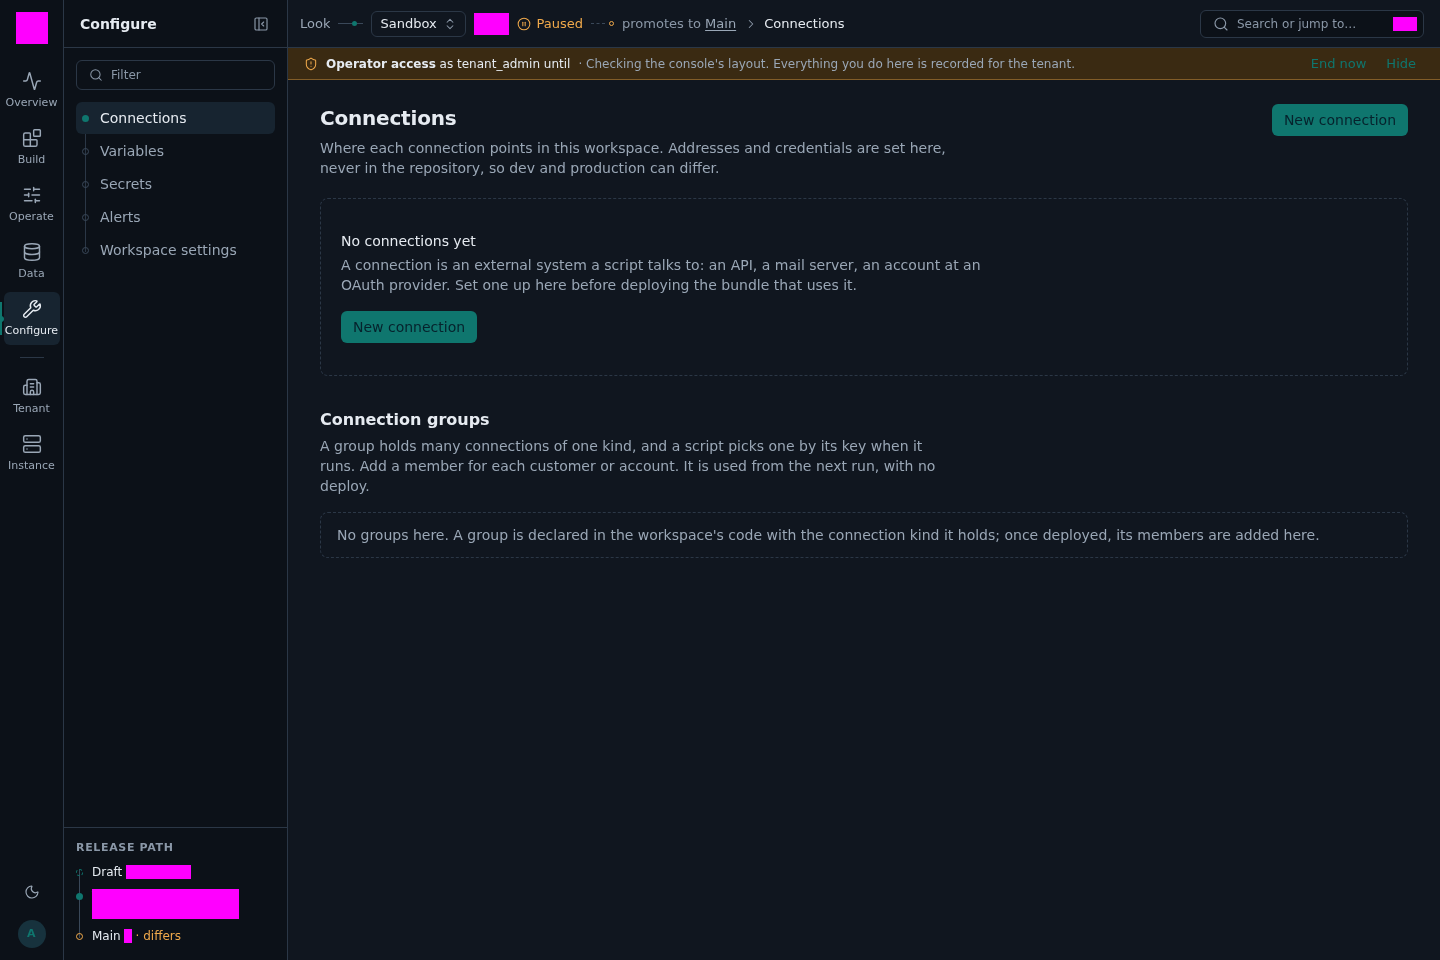 Configure
Look
Sandbox
Paused
promotes to Main
Connections
Search or jump to...
Operator access as tenant_admin until · Checking the console's layout. Everything you do here is recorded for the tenant.
End now
Hide
Overview
Build
Operate
Data
Configure
Tenant
Instance
A
Filter
Connections
Variables
Secrets
Alerts
Workspace settings
RELEASE PATH
Draft
Main · differs
Connections
New connection
Where each connection points in this workspace. Addresses and credentials are set here,
never in the repository, so dev and production can differ.
No connections yet
A connection is an external system a script talks to: an API, a mail server, an account at an
OAuth provider. Set one up here before deploying the bundle that uses it.
New connection
Connection groups
A group holds many connections of one kind, and a script picks one by its key when it
runs. Add a member for each customer or account. It is used from the next run, with no
deploy.
No groups here. A group is declared in the workspace's code with the connection kind it holds; once deployed, its members are added here.